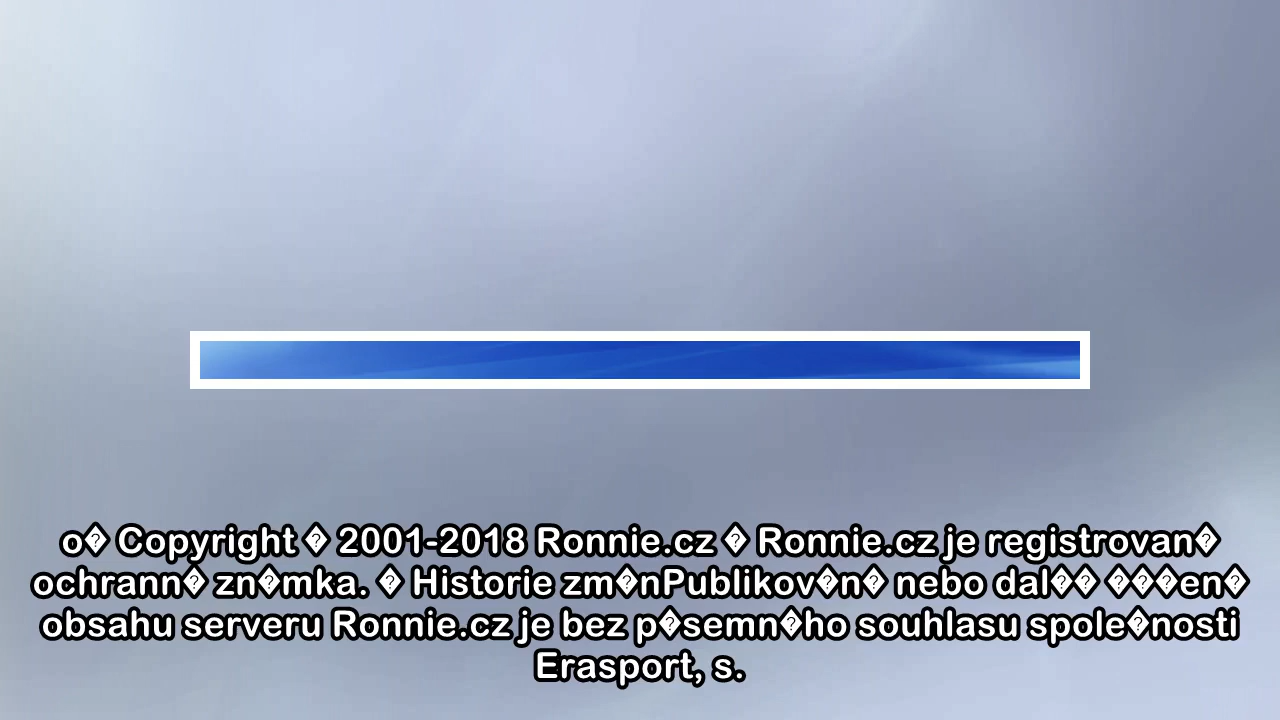 o� Copyright � 2001-2018 Ronnie.cz � Ronnie.cz je registrovan�
ochrann� zn�mka. � Historie zm�nPublikov�n� nebo dal�� ���en�
obsahu serveru Ronnie.cz je bez p�semn�ho souhlasu spole�nosti
Erasport, s.